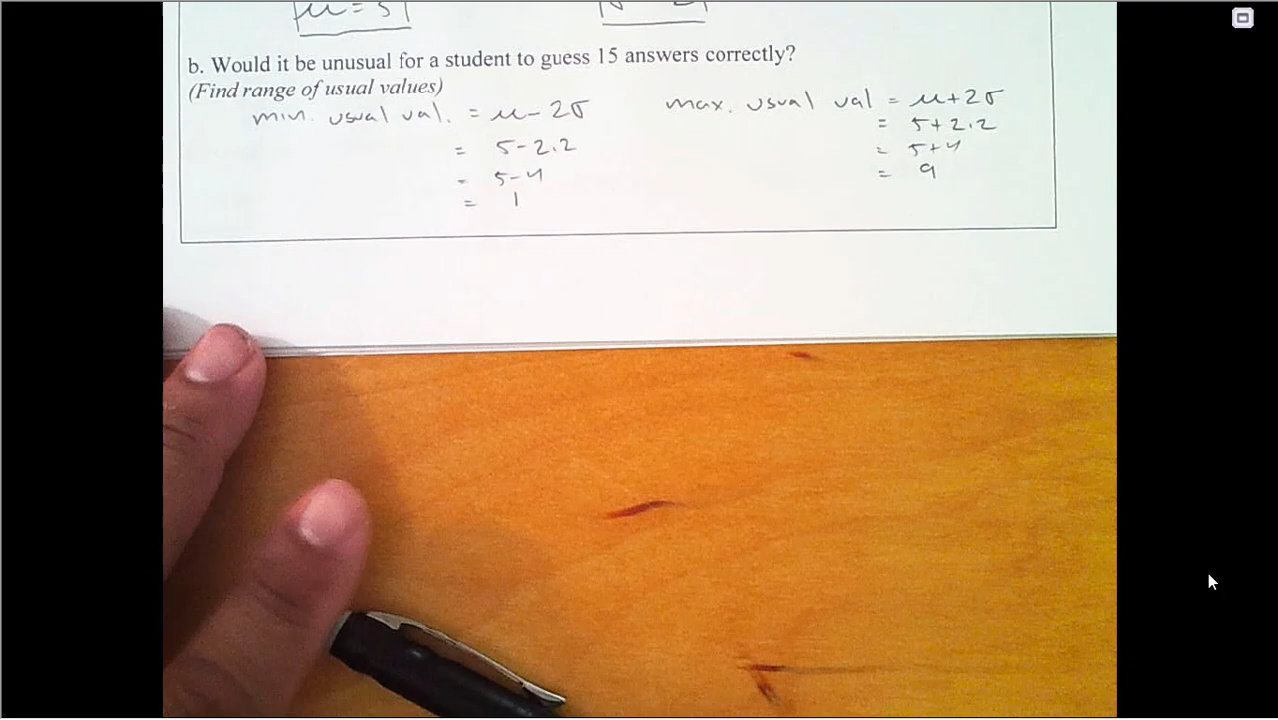 μ = 5
b. Would it be unusual for a student to guess 15 answers correctly?
(Find range of usual values)
min. usual val. = μ - 2σ
= 5-2.2
= 5-4
= 1
max. usual val = μ+2σ
= 5+2.2
= 5+4
= 9